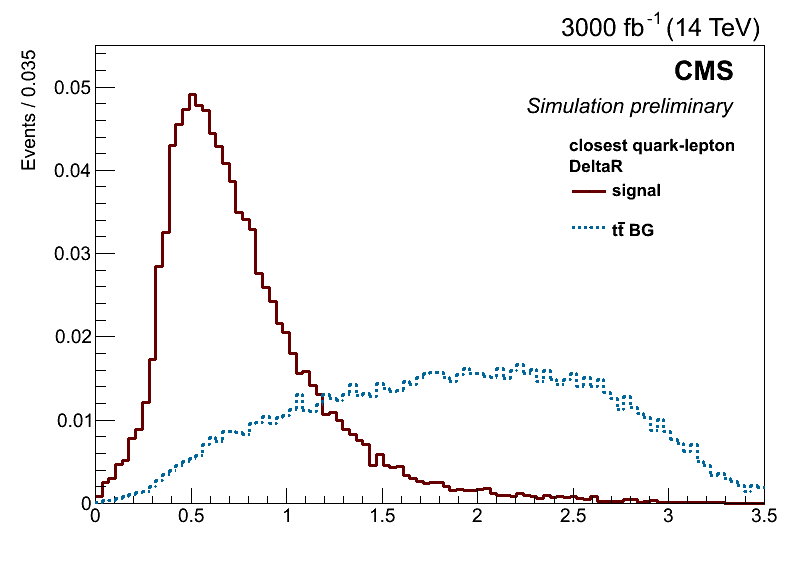 3000 fb⁻¹ (14 TeV)
Events / 0.035
CMS
Simulation preliminary
closest quark-lepton
DeltaR
signal
tt̄ BG
0.05
0.04
0.03
0.02
0.01
0
0 0.5 1 1.5 2 2.5 3 3.5